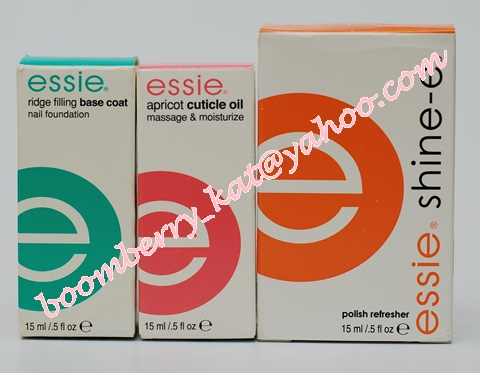 essie®
ridge filling base coat
nail foundation
e
15 ml/.5 fl oz e
essie®
apricot cuticle oil
massage & moisturize
e
15 ml/.5 fl oz e
e
essie® shine-e
polish refresher
15 ml/.5 fl oz e
boomberry_kat@yahoo.com